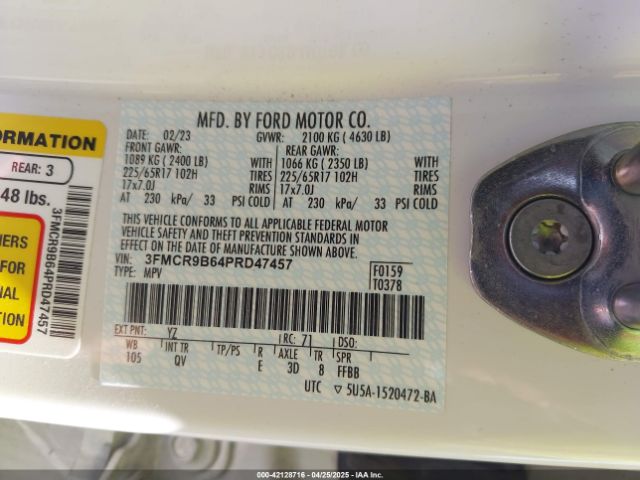 MFD. BY FORD MOTOR CO.
DATE: 02/23 GVWR: 2100 KG ( 4630 LB)
FRONT GAWR: REAR GAWR:
1089 KG ( 2400 LB) WITH 1066 KG ( 2350 LB) WITH
225/65R17 102H TIRES 225/65R17 102H TIRES
17x7.0J RIMS 17x7.0J RIMS
AT 230 kPa/ 33 PSI COLD AT 230 kPa/ 33 PSI COLD
THIS VEHICLE CONFORMS TO ALL APPLICABLE FEDERAL MOTOR
VEHICLE SAFETY AND THEFT PREVENTION STANDARDS IN
EFFECT ON THE DATE OF MANUFACTURE SHOWN ABOVE.
VIN: 3FMCR9B64PRD47457
TYPE: MPV
F0159
T0378
EXT PNT: YZ RC: 71 DSO:
WB INT TR TP/PS R AXLE TR SPR
105 QV E 3D 8 FFBB
UTC ▽ 5U5A-1520472-BA
ORMATION
REAR: 3
48 lbs.
3FMCR9B64PRD47457
IERS
FOR
NAL
TION
00-42128716 - 04/25/2025 - IAA Inc.